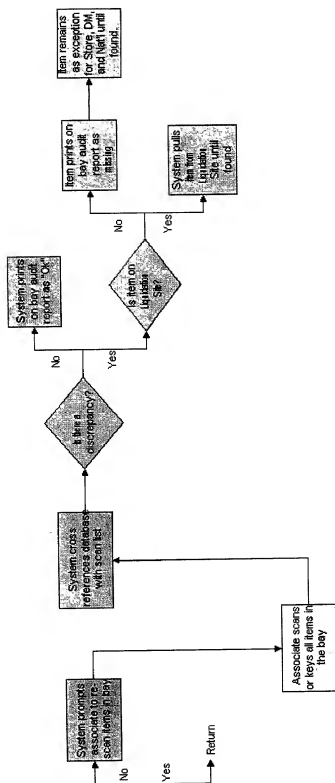 No
Yes
Return
System prompts
associate to re-
scan items in bay
Associate scans
or keys all items in
the bay
System cross
references database
with scan list
Is there a
discrepancy?
No
Yes
System prints
on bay audit
report as "Ok"
Is item on
Liquidation
Site?
No
Yes
Item prints on
bay audit
report as
missing
System pulls
item from
Liquidation
Site until
found
Item remains
as exception
for Store, DM,
and Nat'l until
found.